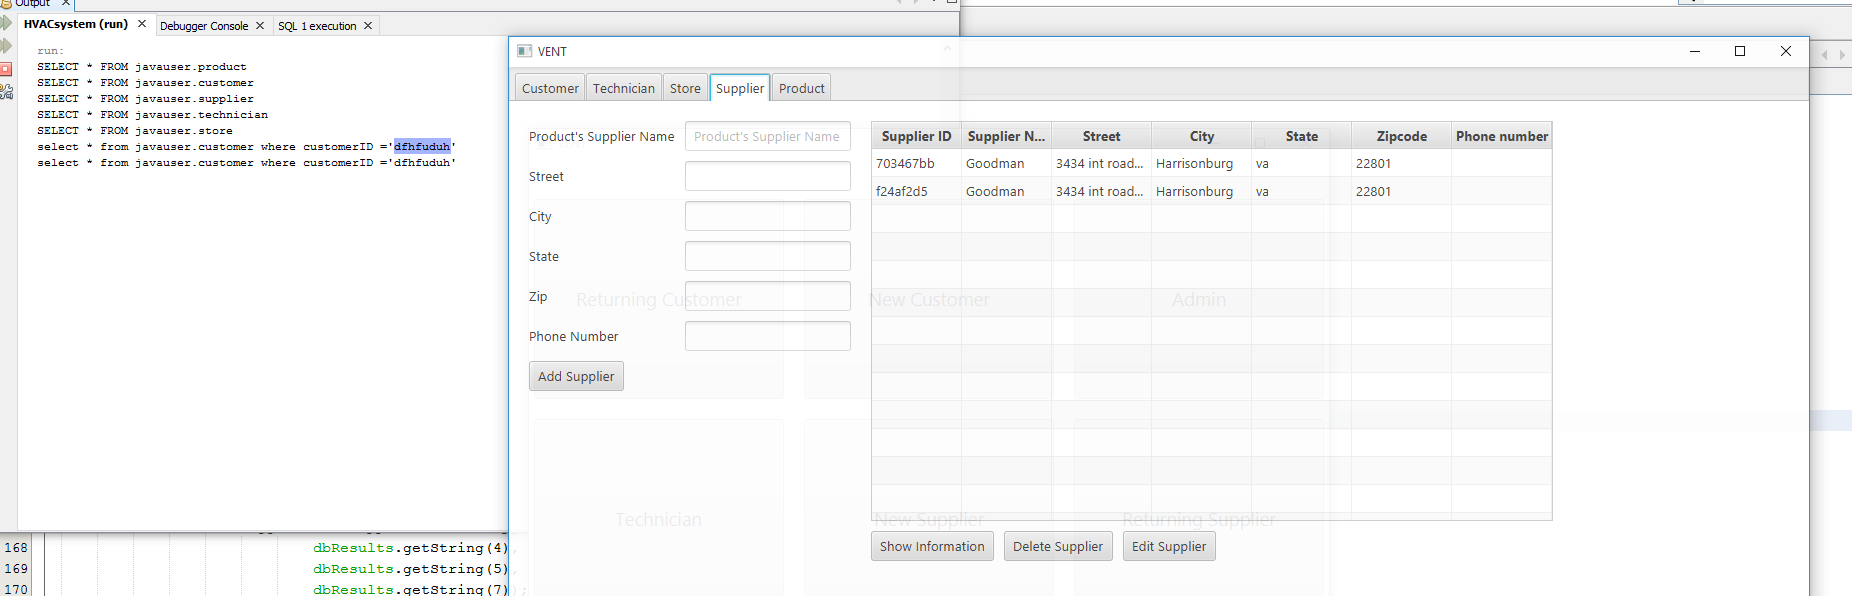 Output
HVACsystem (run)
Debugger Console
SQL 1 execution
run:
SELECT * FROM javauser.product
SELECT * FROM javauser.customer
SELECT * FROM javauser.supplier
SELECT * FROM javauser.technician
SELECT * FROM javauser.store
select * from javauser.customer where customerID ='dfhfuduh'
select * from javauser.customer where customerID ='dfhfuduh'
168 dbResults.getString(4),
169 dbResults.getString(5),
170 dbResults.getString(7));
VENT
Customer Technician Store Supplier Product
Product's Supplier Name Product's Supplier Name
Street
City
State
Zip
Phone Number
Add Supplier
Supplier ID Supplier N... Street City State Zipcode Phone number
703467bb Goodman 3434 int road... Harrisonburg va 22801
f24af2d5 Goodman 3434 int road... Harrisonburg va 22801
Returning Customer New Customer Admin
Technician New Supplier Returning Supplier
Show Information Delete Supplier Edit Supplier